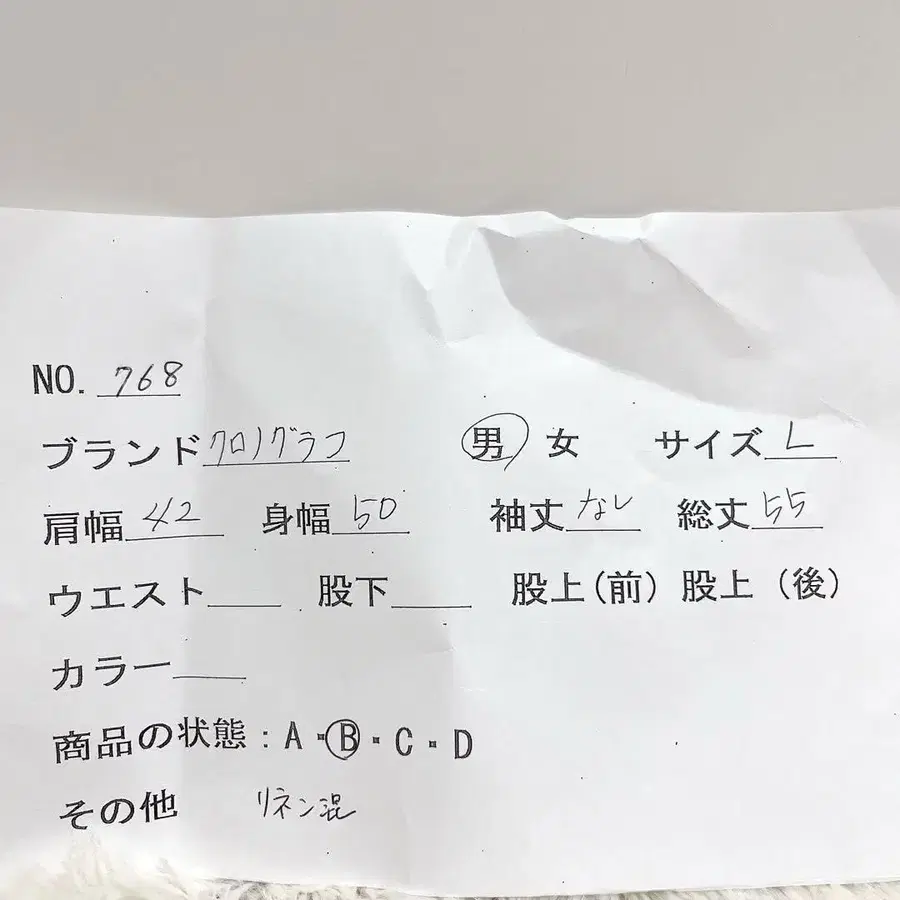 NO. 768
ブランド クロノグラフ 男 女 サイズ L
肩幅 42 身幅 50 袖丈 なし 総丈 55
ウエスト 股下 股上(前) 股上(後)
カラー
商品の状態:A・B・C・D
その他 リネン混